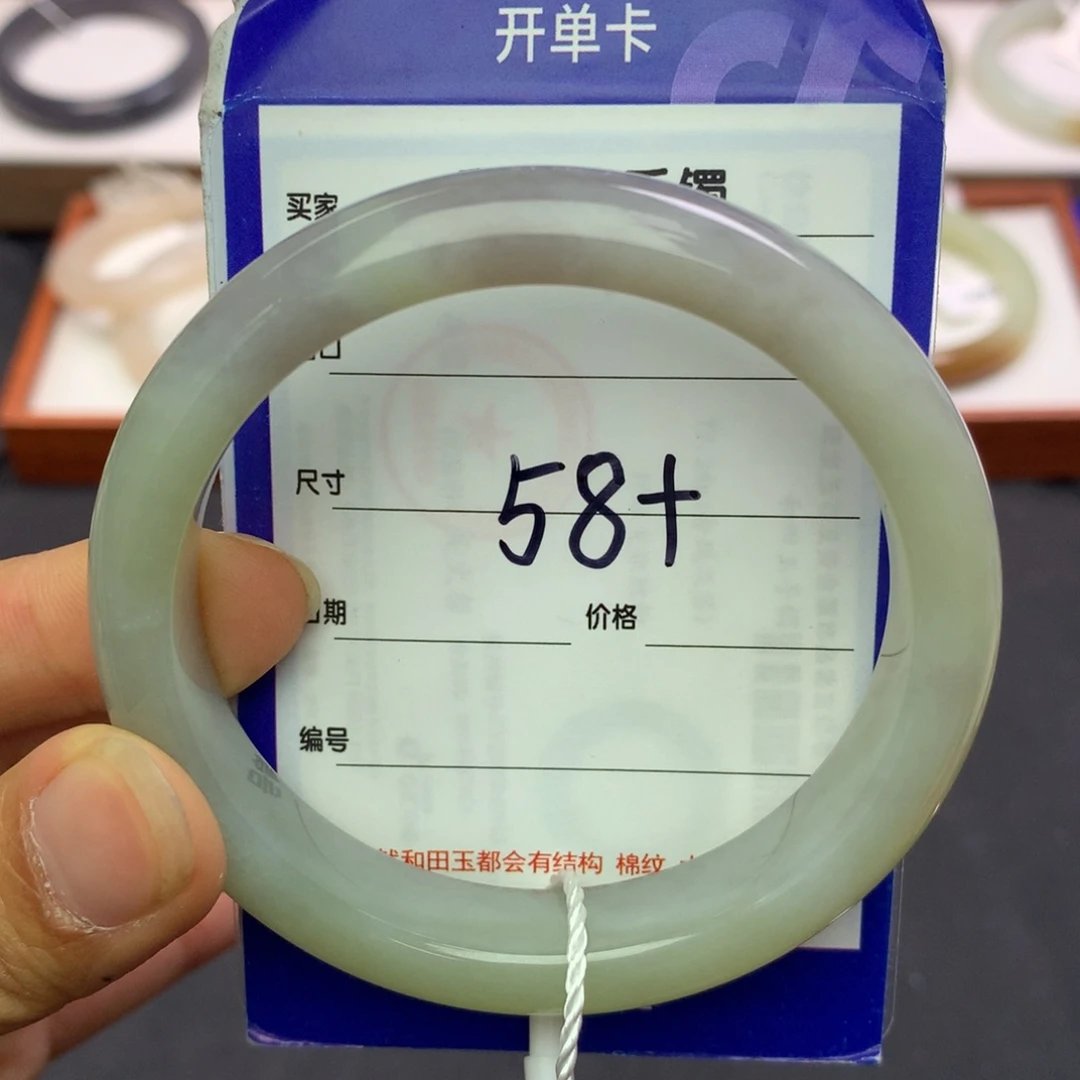 开单卡
买家
手镯
尺寸 58+
期 价格
编号
和田玉都会有结构 棉纹